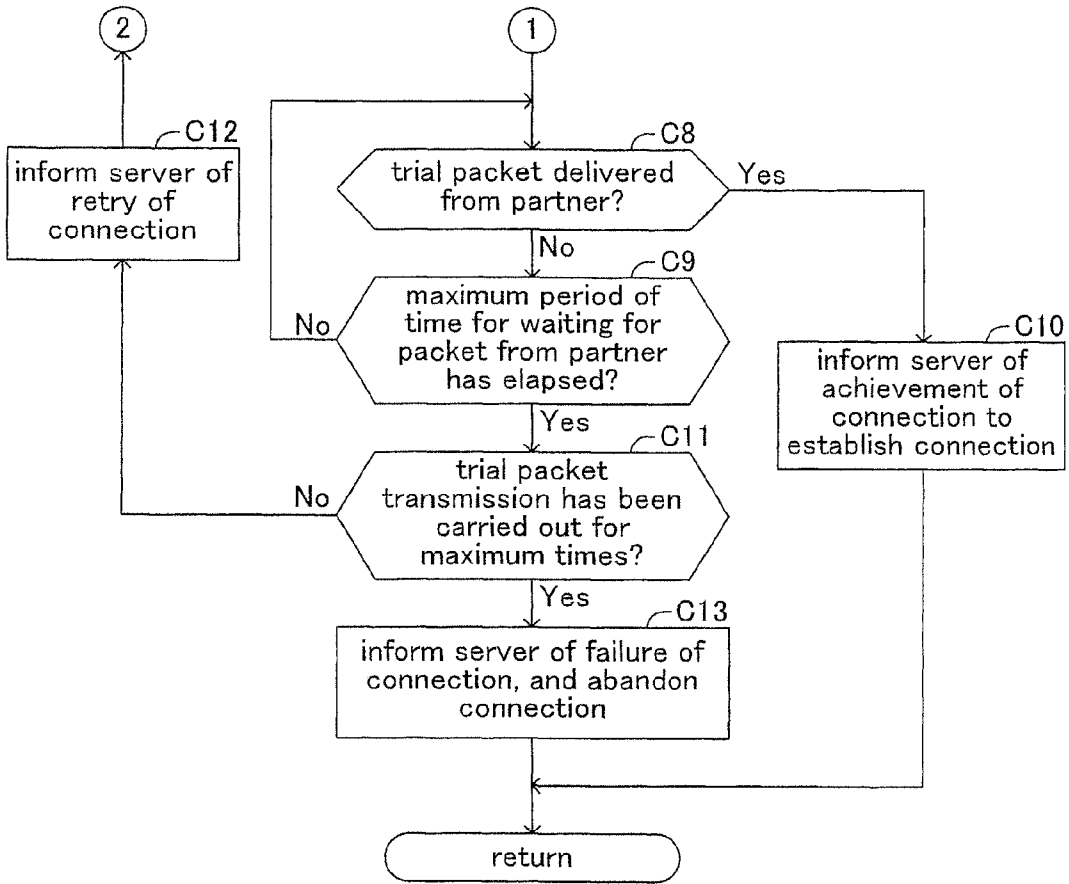 2
1
C12
inform server of
retry of
connection
C8
trial packet delivered
from partner?
Yes
No
C9
maximum period of
time for waiting for
packet from partner
has elapsed?
No
Yes
C10
inform server of
achievement of
connection to
establish connection
C11
trial packet
transmission has been
carried out for
maximum times?
No
Yes
C13
inform server of failure of
connection, and abandon
connection
return